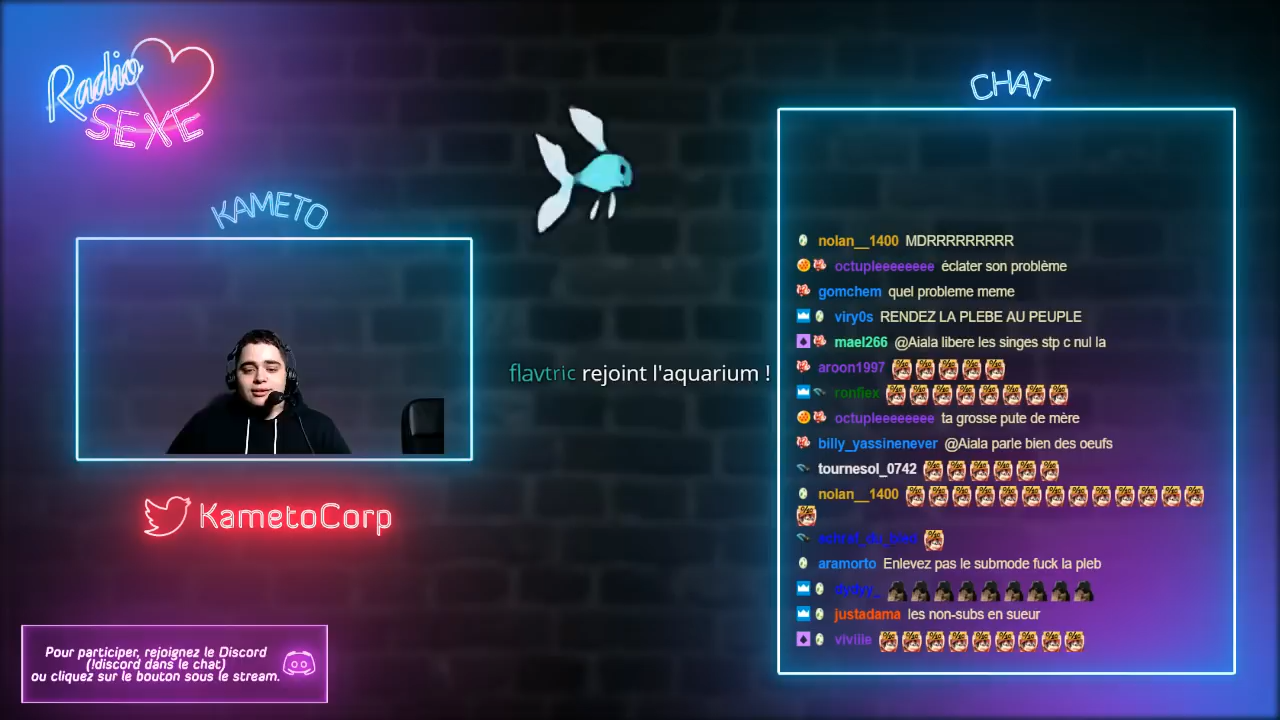 Radio
SEXE
KAMETO
KametoCorp
Pour participer, rejoignez le Discord
(!discord dans le chat)
ou cliquez sur le bouton sous le stream.
flavtric rejoint l'aquarium !
CHAT
nolan__1400 MDRRRRRRRRR
octupleeeeeeee éclater son problème
gomchem quel probleme meme
viry0s RENDEZ LA PLEBE AU PEUPLE
mael266 @Aiala libere les singes stp c nul la
aroon1997
ronflex
octupleeeeeeee ta grosse pute de mère
billy_yassinenever @Aiala parle bien des oeufs
tournesol_0742
nolan__1400
aramorto Enlevez pas le submode fuck la pleb
justadama les non-subs en sueur